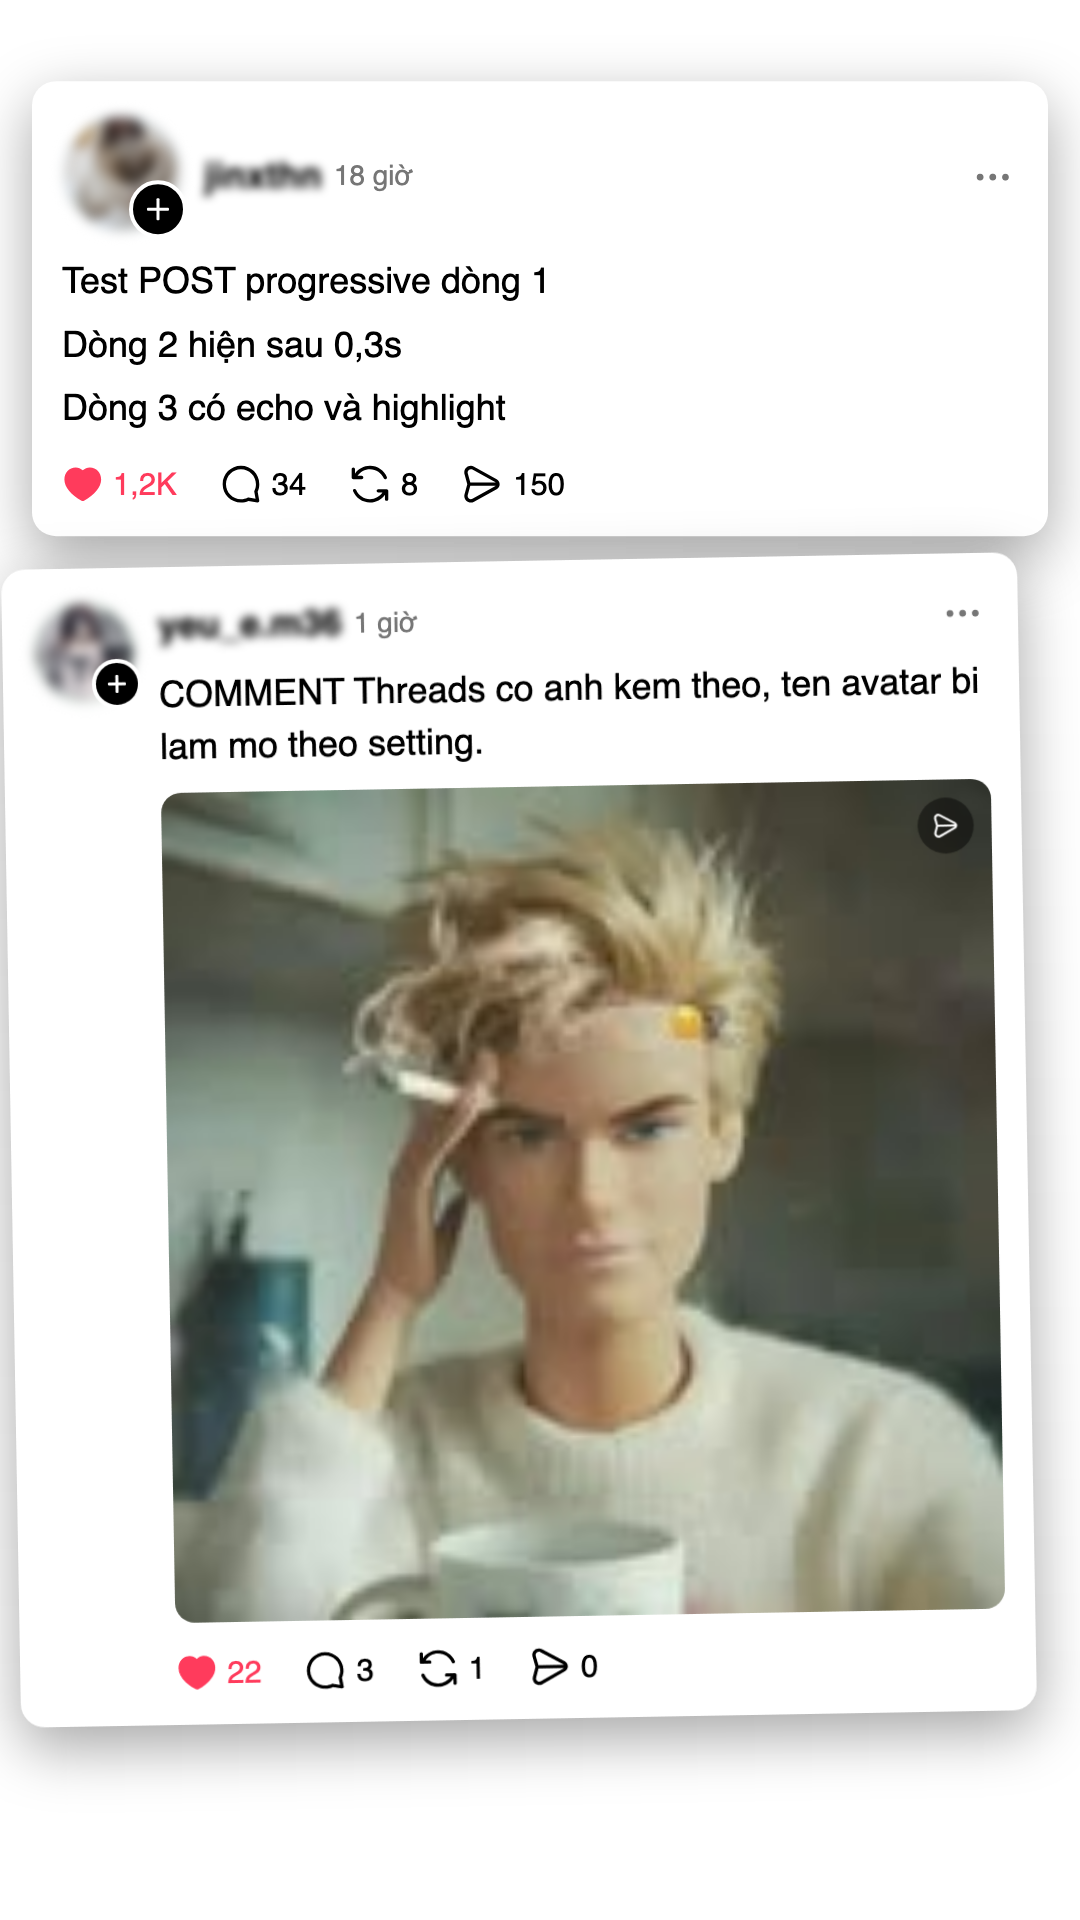 18 giờ
Test POST progressive dòng 1
Dòng 2 hiện sau 0,3s
Dòng 3 có echo và highlight
1,2K 34 8 150
1 giờ
COMMENT Threads co anh kem theo, ten avatar bi
lam mo theo setting.
22 3 1 0